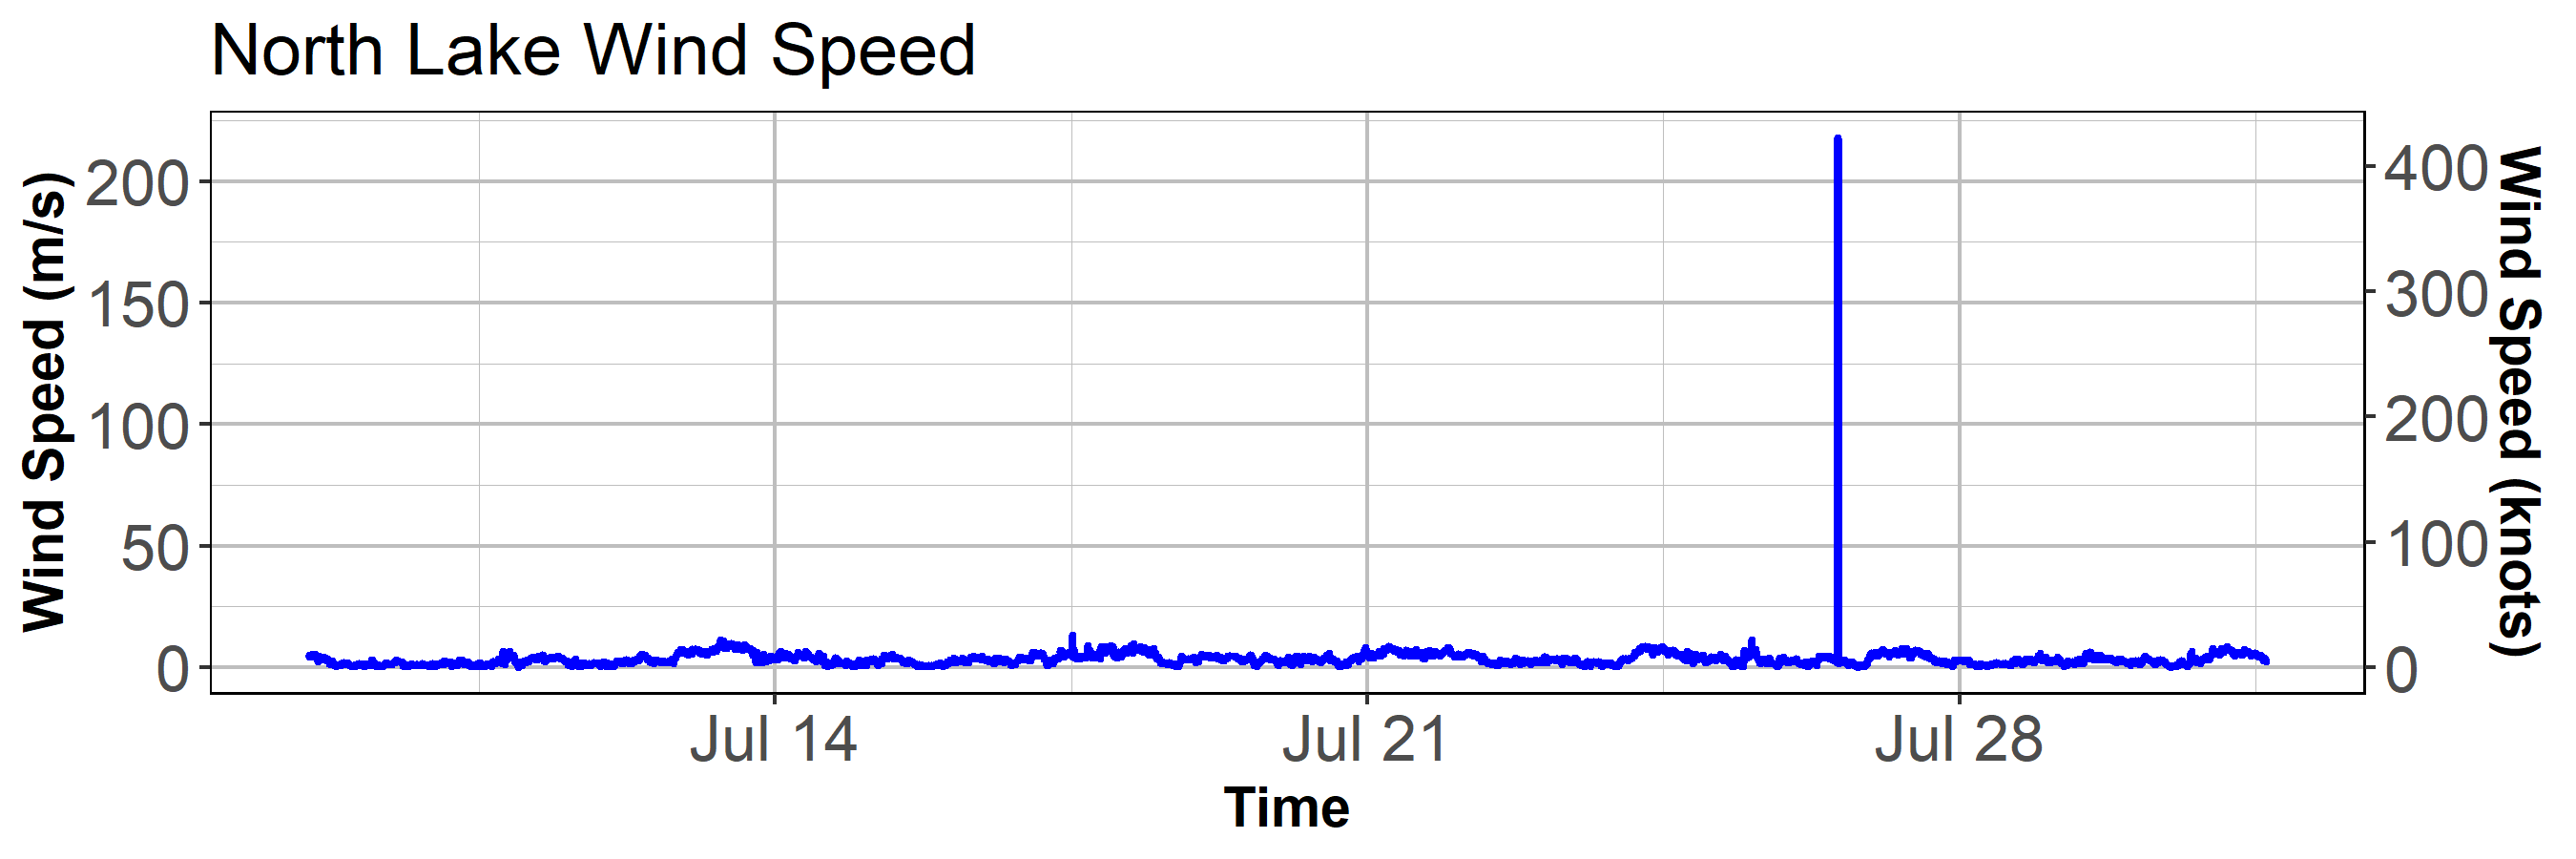 North Lake Wind Speed
Wind Speed (m/s)
200
150
100
50
0
400
300
200
100
0
Wind Speed (knots)
Jul 14
Jul 21
Jul 28
Time